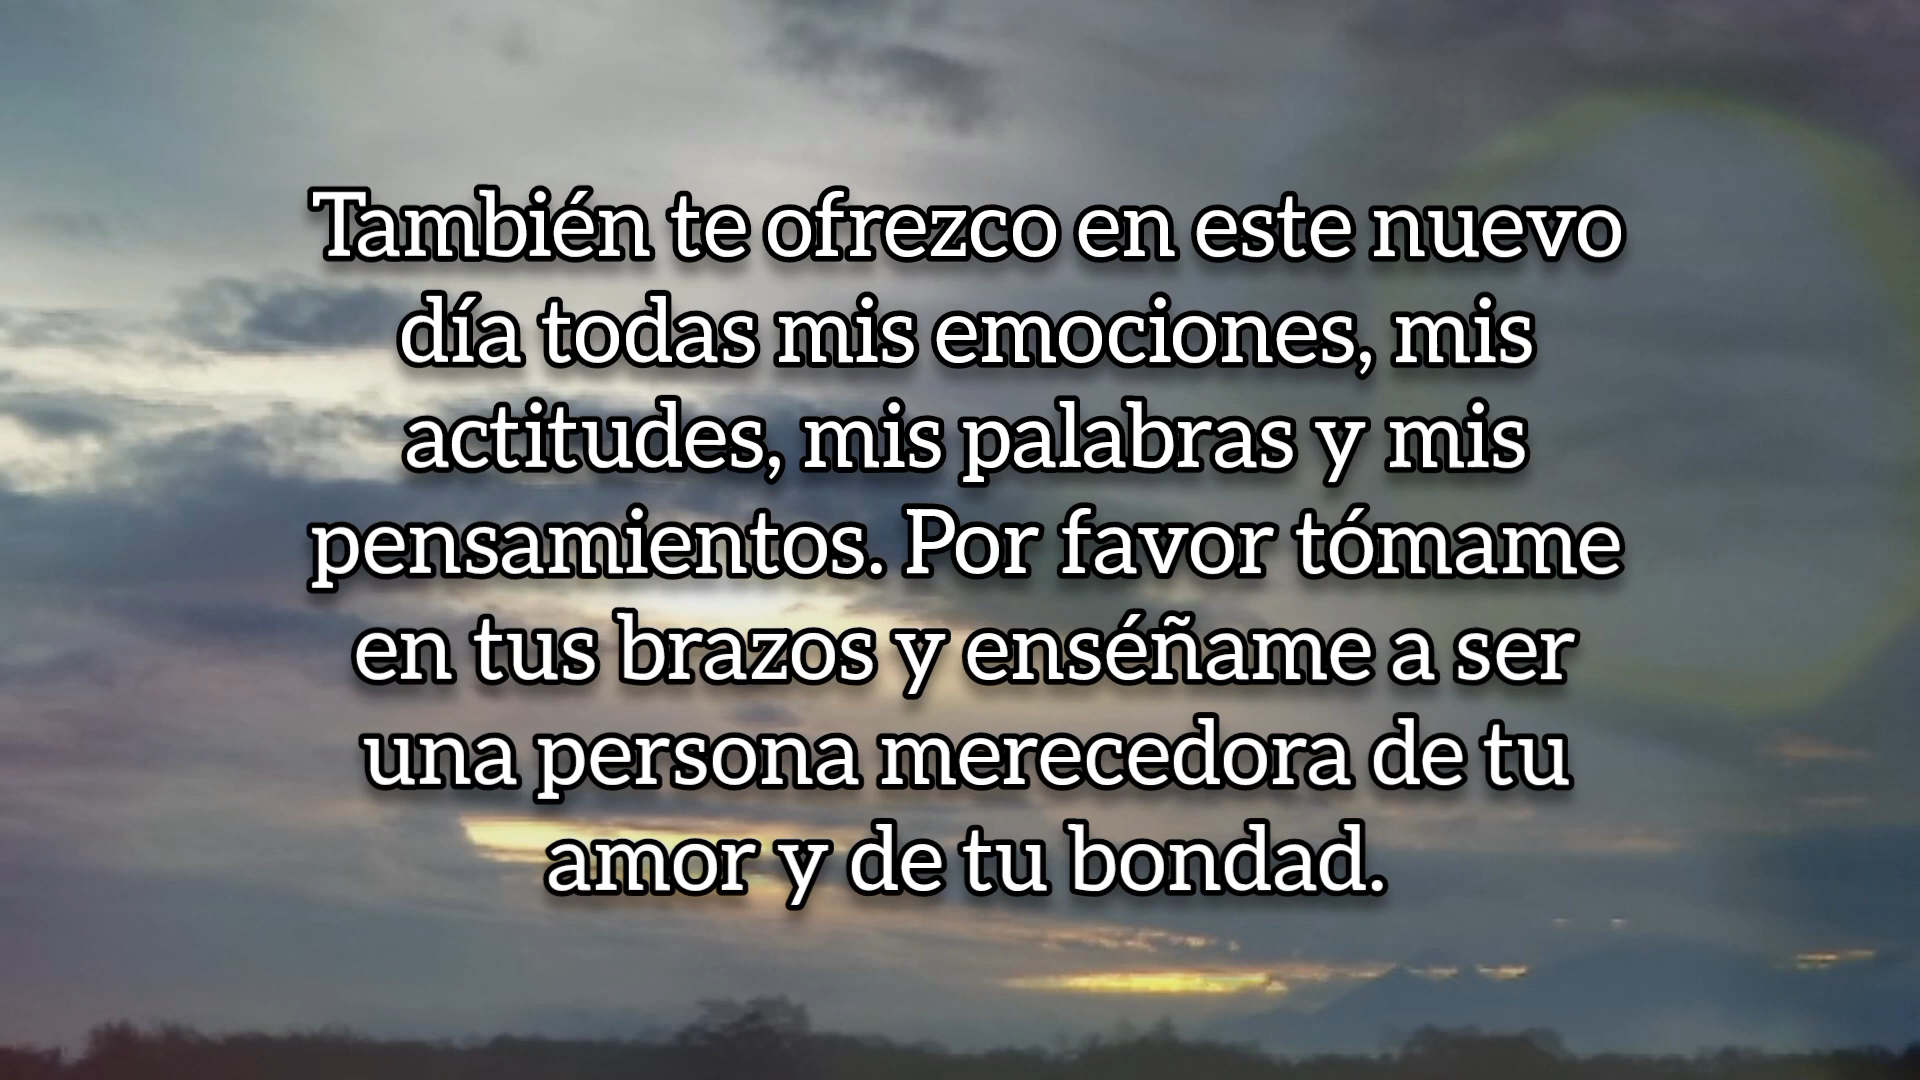 También te ofrezco en este nuevo
día todas mis emociones, mis
actitudes, mis palabras y mis
pensamientos. Por favor tómame
en tus brazos y enséñame a ser
una persona merecedora de tu
amor y de tu bondad.